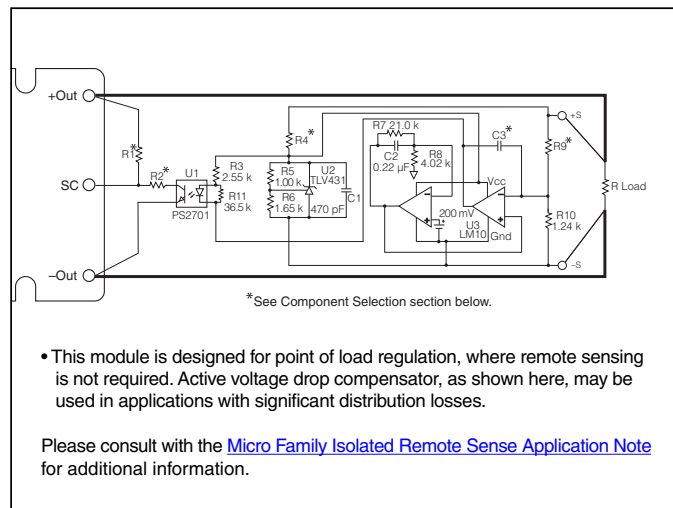 +Out
R1*
SC
R2*
U1
PS2701
R3
2.55 k
R11
36.5 k
–Out
R4*
R5
1.00 k
R6
1.65 k
U2
TLV431
470 pF
C1
R7 21.0 k
C2
0.22 µF
R8
4.02 k
200 mV
Vcc
U3
LM10
Gnd
C3*
+S
R9*
R Load
R10
1.24 k
–S
*See Component Selection section below.
• This module is designed for point of load regulation, where remote sensing
is not required. Active voltage drop compensator, as shown here, may be
used in applications with significant distribution losses.
Please consult with the Micro Family Isolated Remote Sense Application Note
for additional information.